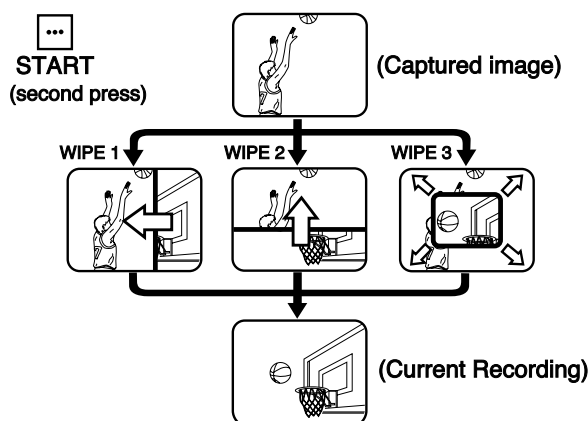 START
(second press)
(Captured image)
WIPE 1
WIPE 2
WIPE 3
(Current Recording)